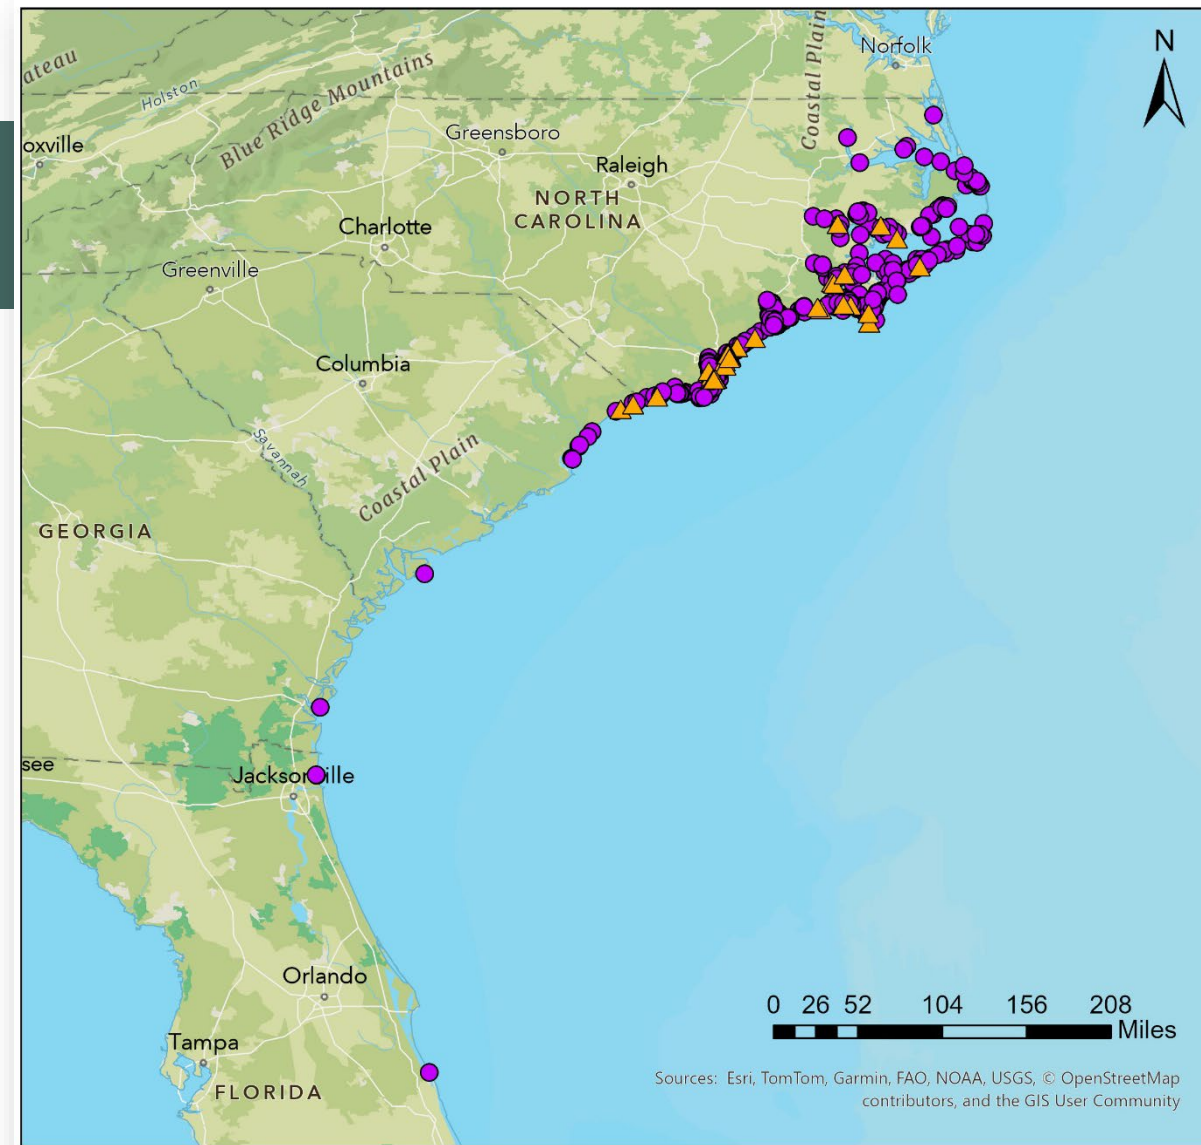 Norfolk
N
Coastal Plain
ateau
Holston
Blue Ridge Mountains
Greensboro
oxville
Raleigh
NORTH
CAROLINA
Charlotte
Greenville
Columbia
Savannah
Coastal Plain
GEORGIA
see
Jacksonville
Orlando
Tampa
FLORIDA
0 26 52 104 156 208
Miles
Sources: Esri, TomTom, Garmin, FAO, NOAA, USGS, © OpenStreetMap
contributors, and the GIS User Community